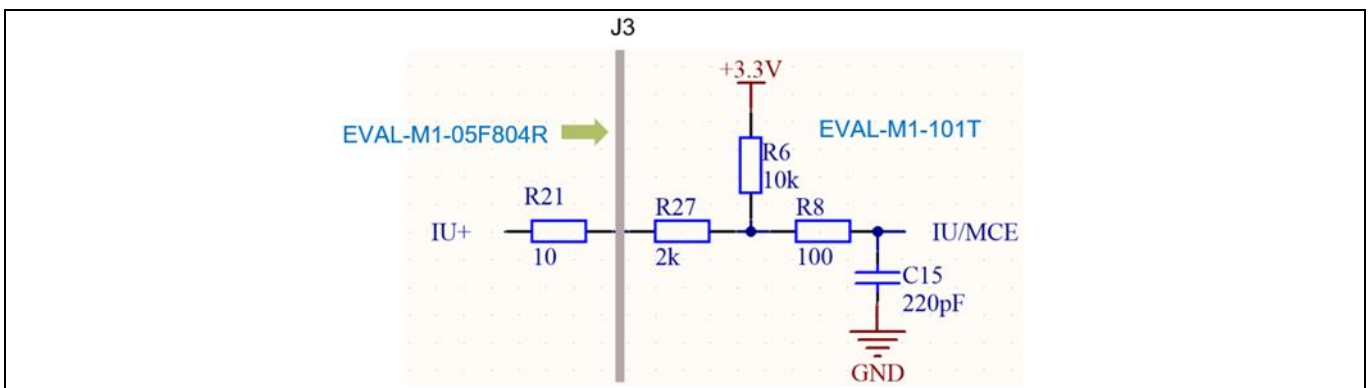 J3
+3.3V
EVAL-M1-05F804R
EVAL-M1-101T
R6
10k
R21
R27
R8
IU+
IU/MCE
10
2k
100
C15
220pF
GND